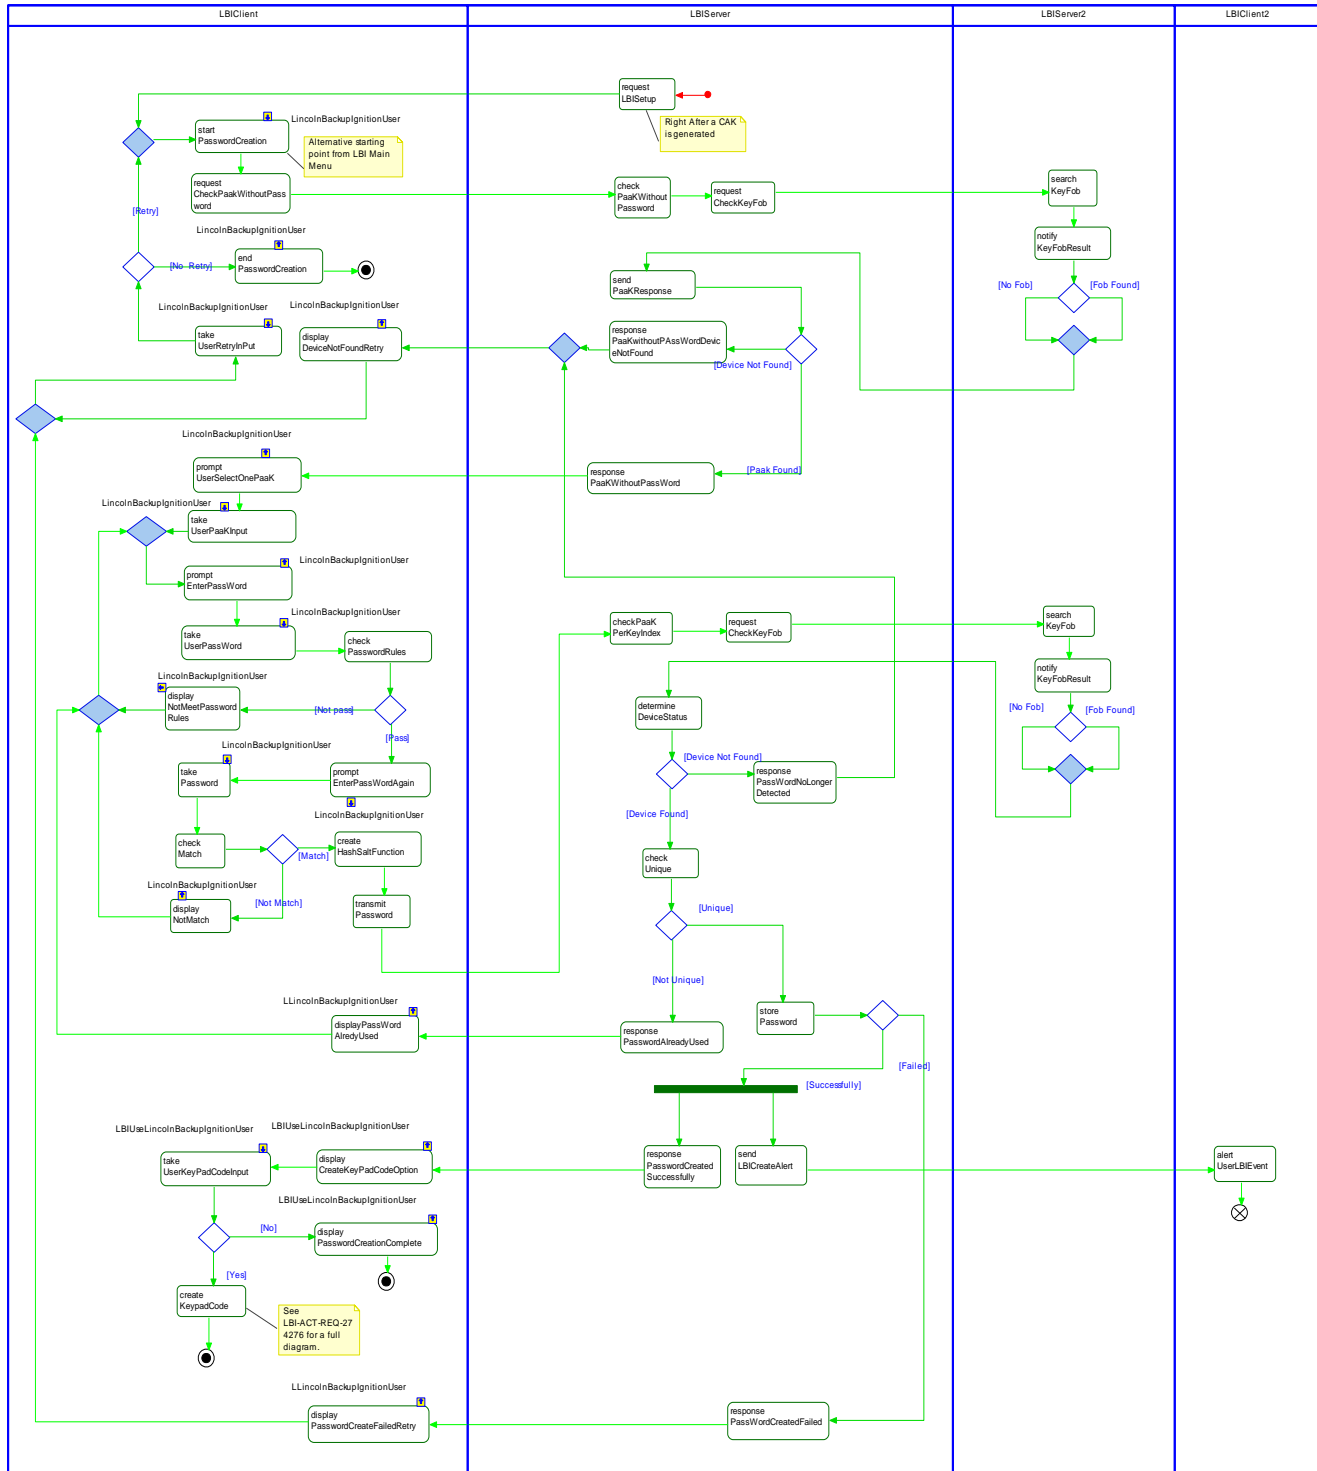 LBIClient
LBIServer
LBIServer2
LBIClient2
request
LBISetup
Right After a CAK
is generated
LincolnBackupIgnitionUser
start
PasswordCreation
Alternative starting
point from LBI Main
Menu
request
CheckPaakWithoutPass
word
check
PaaKWithout
Password
request
CheckKeyFob
search
KeyFob
[Retry]
LincolnBackupIgnitionUser
notify
KeyFobResult
end
PasswordCreation
[No Retry]
send
PaaKResponse
[No Fob]
[Fob Found]
LincolnBackupIgnitionUser
LincolnBackupIgnitionUser
take
UserRetryInPut
display
DeviceNotFoundRetry
response
PaaKwithoutPAssWordDevic
eNotFound
[Device Not Found]
LincolnBackupIgnitionUser
prompt
UserSelectOnePaaK
response
PaaKWithoutPassWord
[Paak Found]
LincolnBackupIgnitionUser
take
UserPaaKInput
LincolnBackupIgnitionUser
prompt
EnterPassWord
LincolnBackupIgnitionUser
take
UserPassWord
check
PasswordRules
checkPaaK
PerKeyIndex
request
CheckKeyFob
search
KeyFob
notify
KeyFobResult
LincolnBackupIgnitionUser
display
NotMeetPassword
Rules
[Not pass]
[Pass]
determine
DeviceStatus
[No Fob]
[Fob Found]
LincolnBackupIgnitionUser
take
Password
prompt
EnterPassWordAgain
[Device Not Found]
response
PassWordNoLonger
Detected
LincolnBackupIgnitionUser
[Device Found]
check
Match
[Match]
create
HashSaltFunction
check
Unique
LincolnBackupIgnitionUser
display
NotMatch
[Not Match]
transmit
Password
[Unique]
[Not Unique]
LLincolnBackupIgnitionUser
displayPassWord
AlredyUsed
response
PasswordAlreadyUsed
store
Password
[Failed]
[Successfully]
LBIUseLincolnBackupIgnitionUser
LBIUseLincolnBackupIgnitionUser
take
UserKeyPadCodeInput
display
CreateKeyPadCodeOption
response
PasswordCreated
Successfully
send
LBICreateAlert
alert
UserLBIEvent
LBIUseLincolnBackupIgnitionUser
[No]
display
PasswordCreationComplete
[Yes]
create
KeypadCode
See
LBI-ACT-REQ-27
4276 for a full
diagram.
LLincolnBackupIgnitionUser
display
PasswordCreateFailedRetry
response
PassWordCreatedFailed